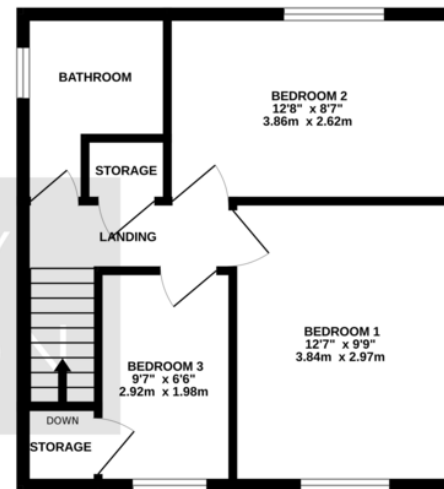 BATHROOM
BEDROOM 2
12'8" x 8'7"
3.86m x 2.62m
STORAGE
LANDING
BEDROOM 1
12'7" x 9'9"
3.84m x 2.97m
BEDROOM 3
9'7" x 6'6"
2.92m x 1.98m
DOWN
STORAGE